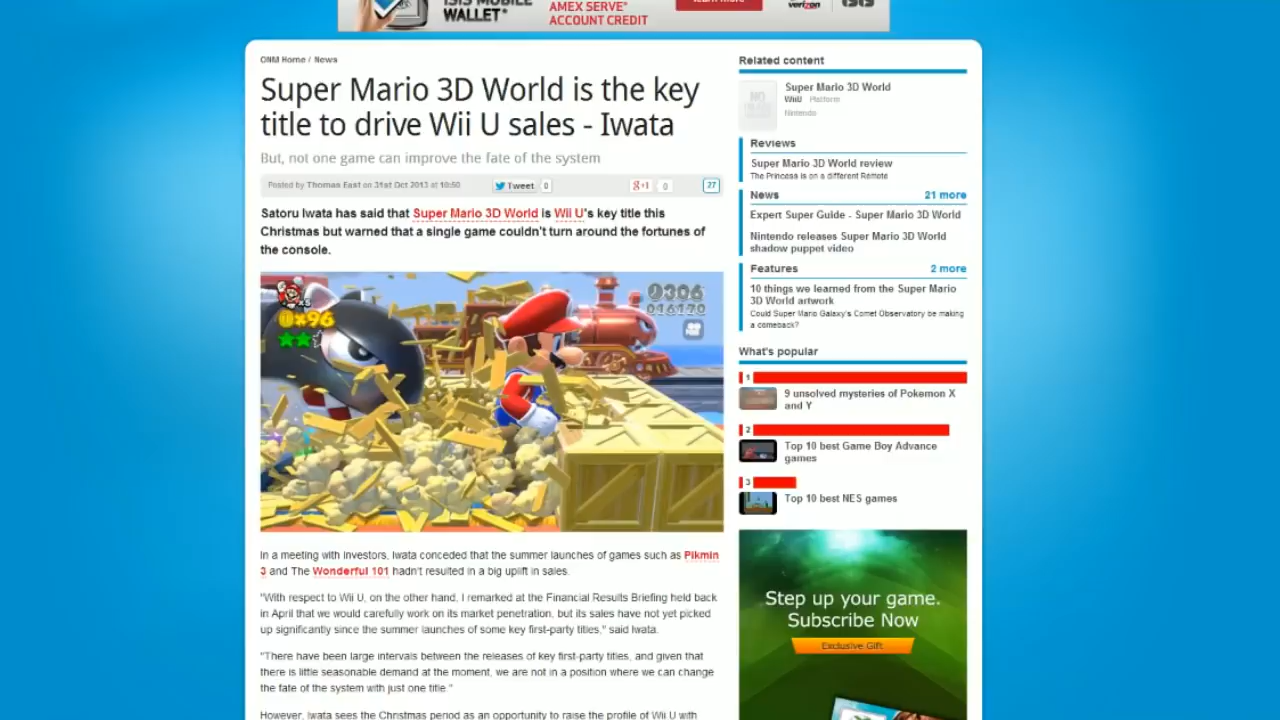 ISIS MOBILE
WALLET*
AMEX SERVE*
ACCOUNT CREDIT
verizon
ISIS
ONM Home / News
Super Mario 3D World is the key
title to drive Wii U sales - Iwata
But, not one game can improve the fate of the system
Posted by Thomas East on 31st Oct 2013 at 10:50
Tweet 0
g+1 0
27
Satoru Iwata has said that Super Mario 3D World is Wii U's key title this
Christmas but warned that a single game couldn't turn around the fortunes of
the console.
306
016170
×96
In a meeting with investors, Iwata conceded that the summer launches of games such as Pikmin
3 and The Wonderful 101 hadn't resulted in a big uplift in sales.
"With respect to Wii U, on the other hand, I remarked at the Financial Results Briefing held back
in April that we would carefully work on its market penetration, but its sales have not yet picked
up significantly since the summer launches of some key first-party titles," said Iwata.
"There have been large intervals between the releases of key first-party titles, and given that
there is little seasonable demand at the moment, we are not in a position where we can change
the fate of the system with just one title."
However, Iwata sees the Christmas period as an opportunity to raise the profile of Wii U with
Related content
Super Mario 3D World
WiiU Platform
Nintendo
Reviews
Super Mario 3D World review
The Princess is on a different Remote
News 21 more
Expert Super Guide - Super Mario 3D World
Nintendo releases Super Mario 3D World
shadow puppet video
Features 2 more
10 things we learned from the Super Mario
3D World artwork
Could Super Mario Galaxy's Comet Observatory be making
a comeback?
What's popular
1
9 unsolved mysteries of Pokemon X
and Y
2
Top 10 best Game Boy Advance
games
3
Top 10 best NES games
Step up your game.
Subscribe Now
Exclusive Gift